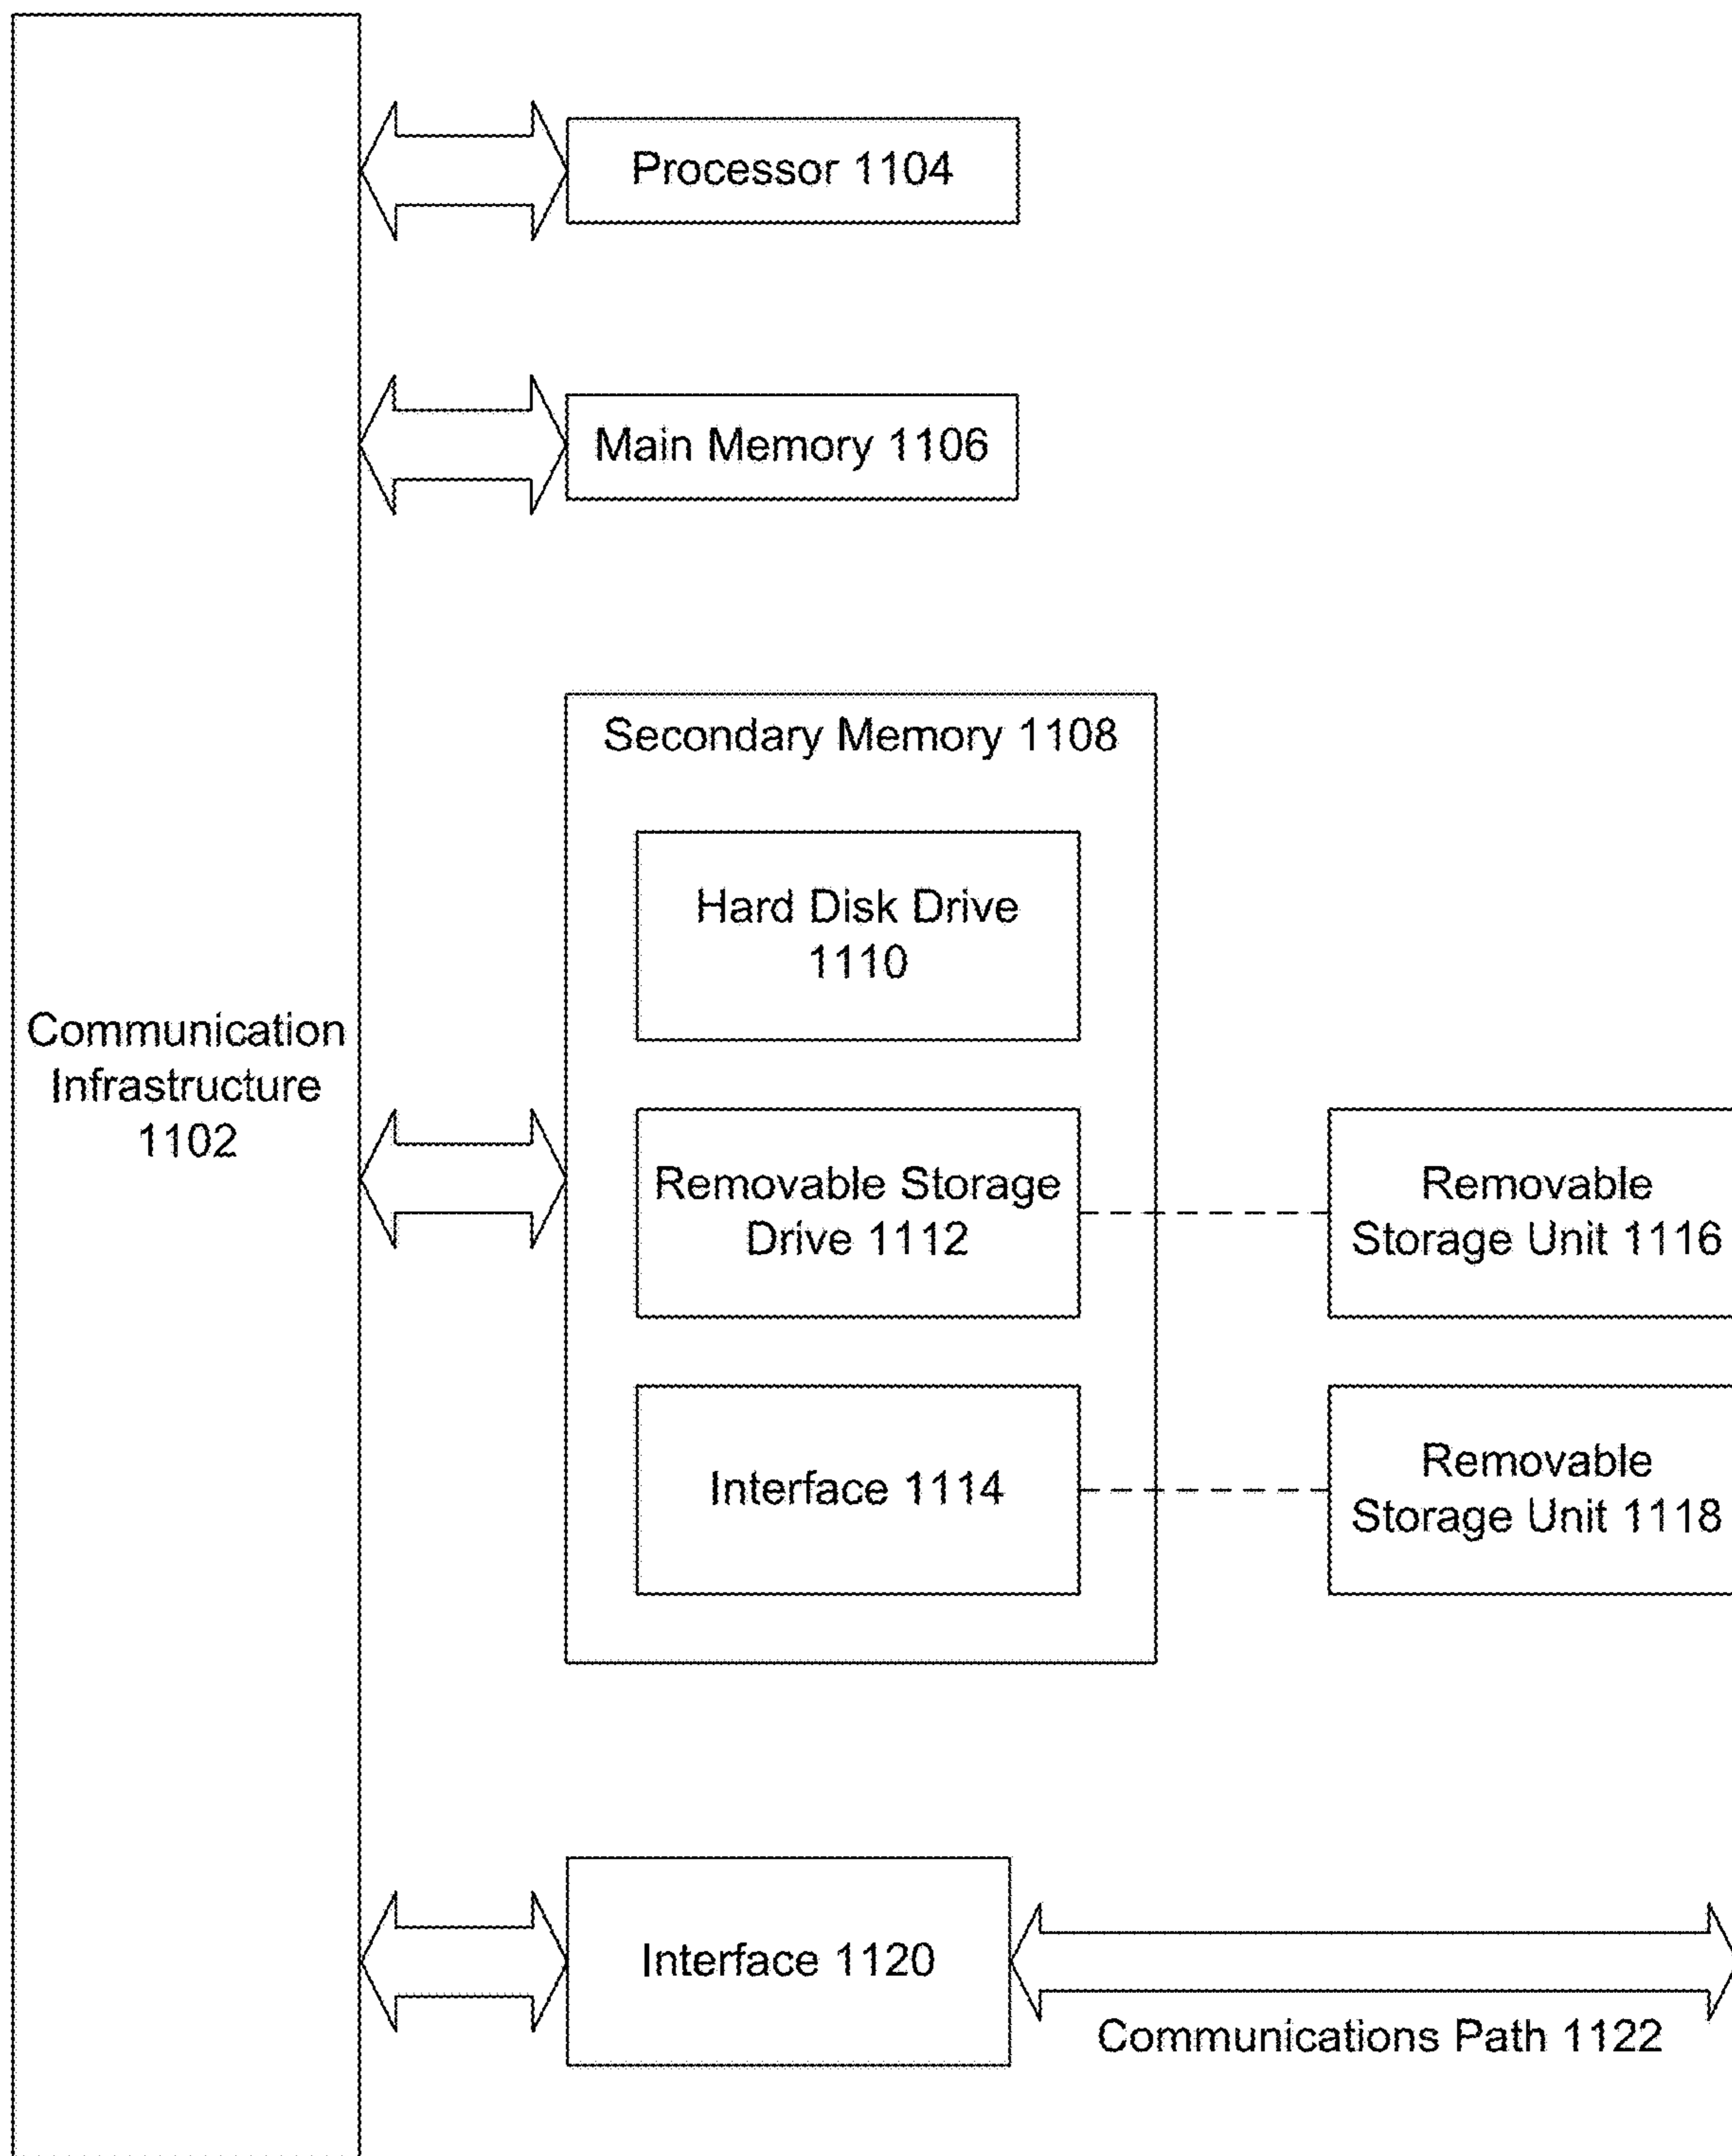 Processor 1104
Main Memory 1106
Secondary Memory 1108
Hard Disk Drive
1110
Communication
Infrastructure
1102
Removable Storage
Drive 1112
Removable
Storage Unit 1116
Interface 1114
Removable
Storage Unit 1118
Interface 1120
Communications Path 1122